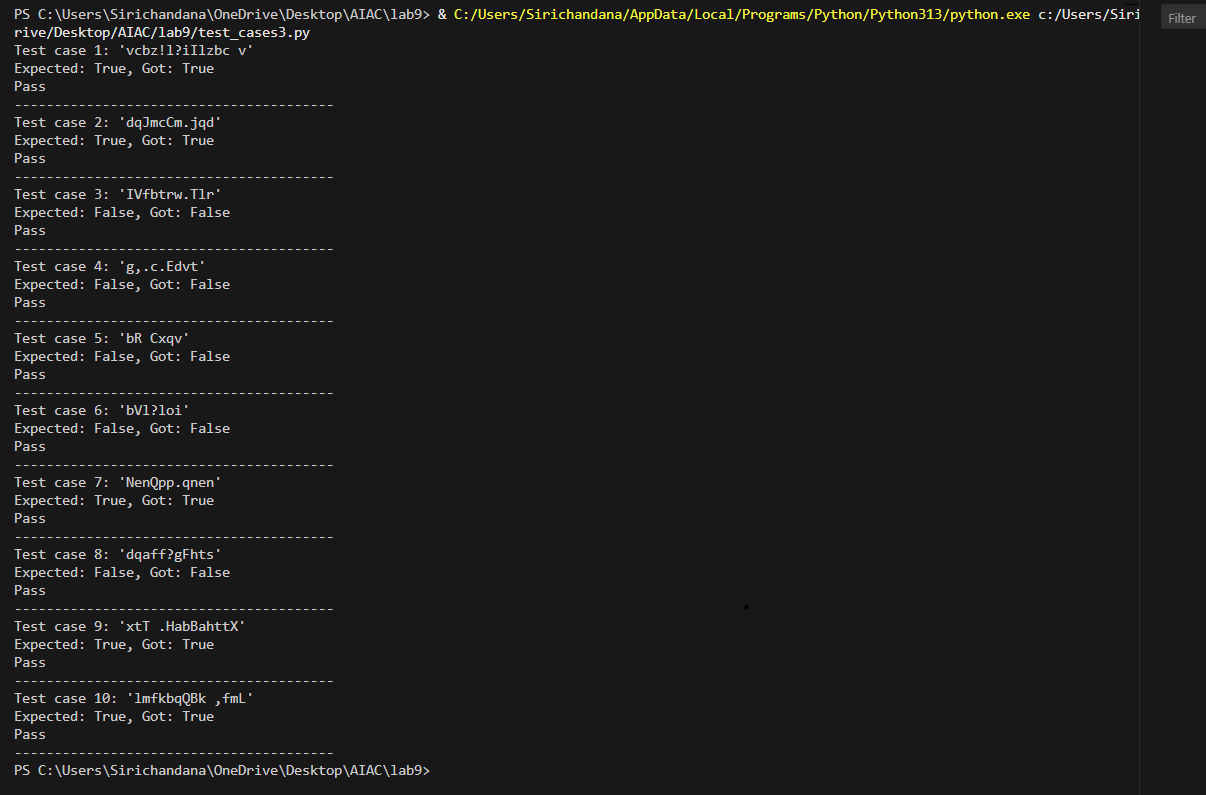 PS C:\Users\Sirichandana\OneDrive\Desktop\AIAC\lab9> & C:/Users/Sirichandana/AppData/Local/Programs/Python/Python313/python.exe c:/Users/Siri
rive/Desktop/AIAC/lab9/test_cases3.py
Test case 1: 'vcbz!l?iIlzbc v'
Expected: True, Got: True
Pass
----------------------------------------
Test case 2: 'dqJmcCm.jqd'
Expected: True, Got: True
Pass
----------------------------------------
Test case 3: 'IVfbtrw.Tlr'
Expected: False, Got: False
Pass
----------------------------------------
Test case 4: 'g,.c.Edvt'
Expected: False, Got: False
Pass
----------------------------------------
Test case 5: 'bR Cxqv'
Expected: False, Got: False
Pass
----------------------------------------
Test case 6: 'bVl?loi'
Expected: False, Got: False
Pass
----------------------------------------
Test case 7: 'NenQpp.qnen'
Expected: True, Got: True
Pass
----------------------------------------
Test case 8: 'dqaff?gFhts'
Expected: False, Got: False
Pass
----------------------------------------
Test case 9: 'xtT .HabBahttX'
Expected: True, Got: True
Pass
----------------------------------------
Test case 10: 'lmfkbqQBk ,fmL'
Expected: True, Got: True
Pass
----------------------------------------
PS C:\Users\Sirichandana\OneDrive\Desktop\AIAC\lab9>
Filter